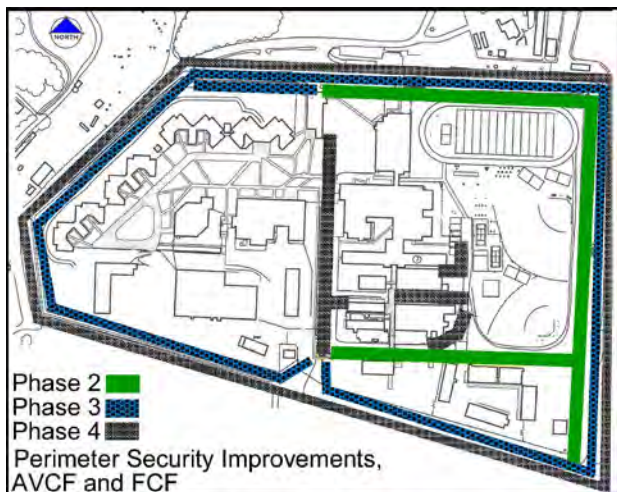 NORTH
Phase 2
Phase 3
Phase 4
Perimeter Security Improvements,
AVCF and FCF